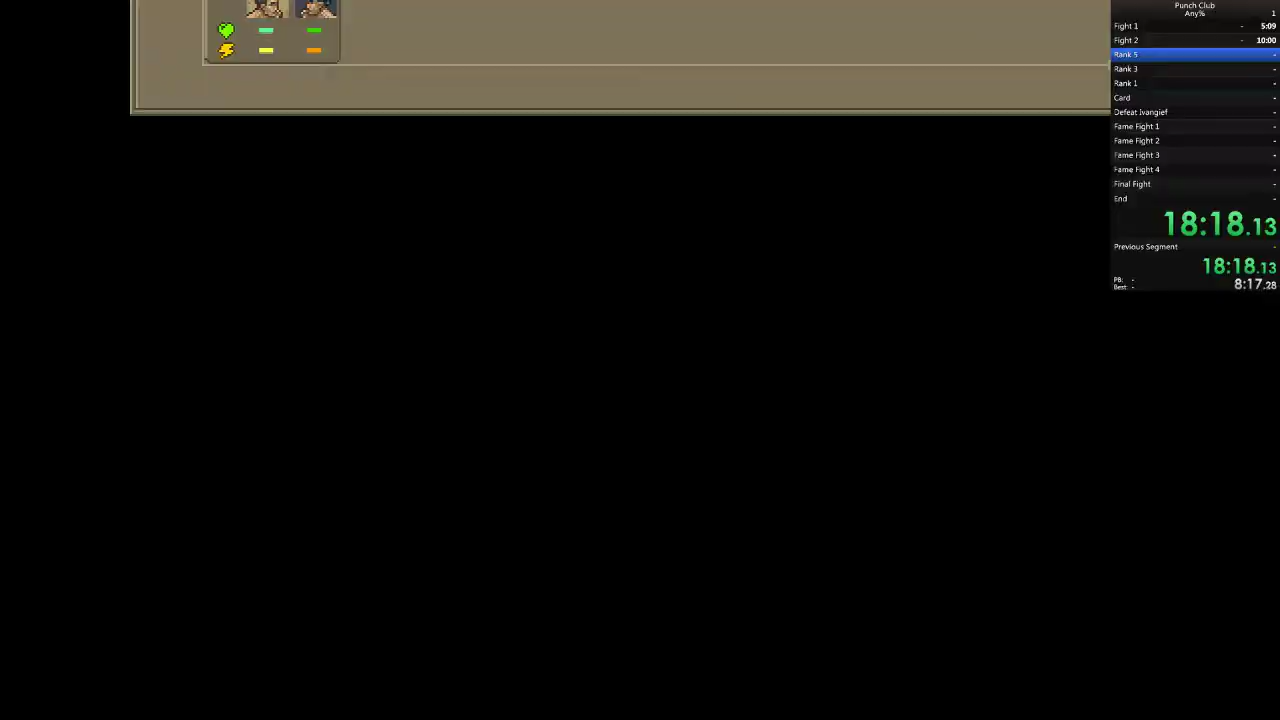 Punch Club
Any% 1
Fight 1 - 5:09
Fight 2 - 10:00
Rank 5 -
Rank 3 -
Rank 1 -
Card -
Defeat Ivangief -
Fame Fight 1 -
Fame Fight 2 -
Fame Fight 3 -
Fame Fight 4 -
Final Fight -
End -
18:18.13
Previous Segment -
18:18.13
PB: -
Best: - 8:17.28